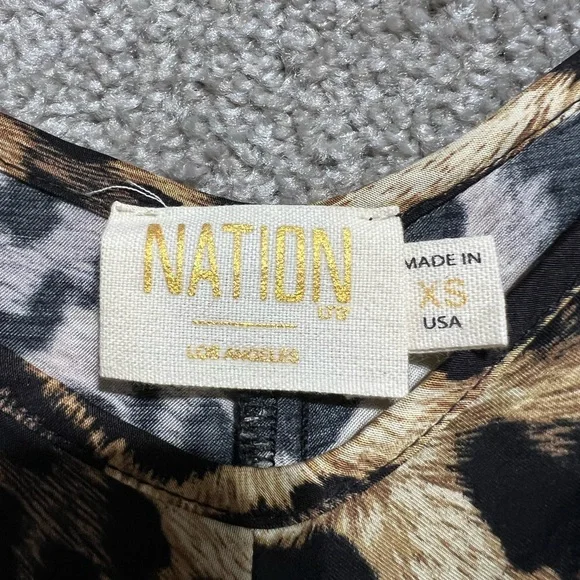 NATION
LTD
LOS ANGELES
MADE IN
XS
USA